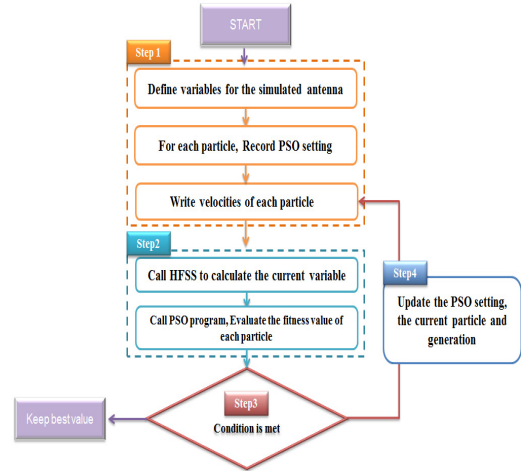 START
Step 1
Define variables for the simulated antenna
For each particle, Record PSO setting
Write velocities of each particle
Step2
Call HFSS to calculate the current variable
Call PSO program, Evaluate the fitness value of
each particle
Step4
Update the PSO setting,
the current particle and
generation
Step3
Condition is met
Keep best value